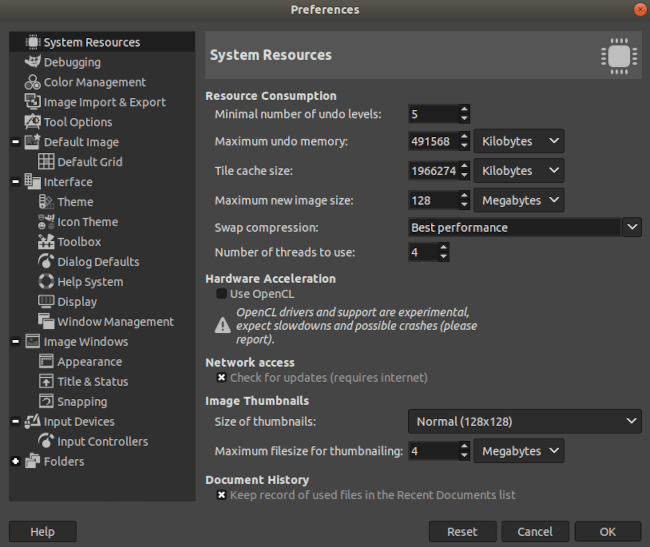 Preferences
System Resources
Debugging
Color Management
Image Import & Export
Tool Options
Default Image
Default Grid
Interface
Theme
Icon Theme
Toolbox
Dialog Defaults
Help System
Display
Window Management
Image Windows
Appearance
Title & Status
Snapping
Input Devices
Input Controllers
Folders
System Resources
Resource Consumption
Minimal number of undo levels: 5
Maximum undo memory: 491568 Kilobytes
Tile cache size: 1966274 Kilobytes
Maximum new image size: 128 Megabytes
Swap compression: Best performance
Number of threads to use: 4
Hardware Acceleration
Use OpenCL
OpenCL drivers and support are experimental,
expect slowdowns and possible crashes (please
report).
Network access
Check for updates (requires internet)
Image Thumbnails
Size of thumbnails: Normal (128x128)
Maximum filesize for thumbnailing: 4 Megabytes
Document History
Keep record of used files in the Recent Documents list
Help Reset Cancel OK